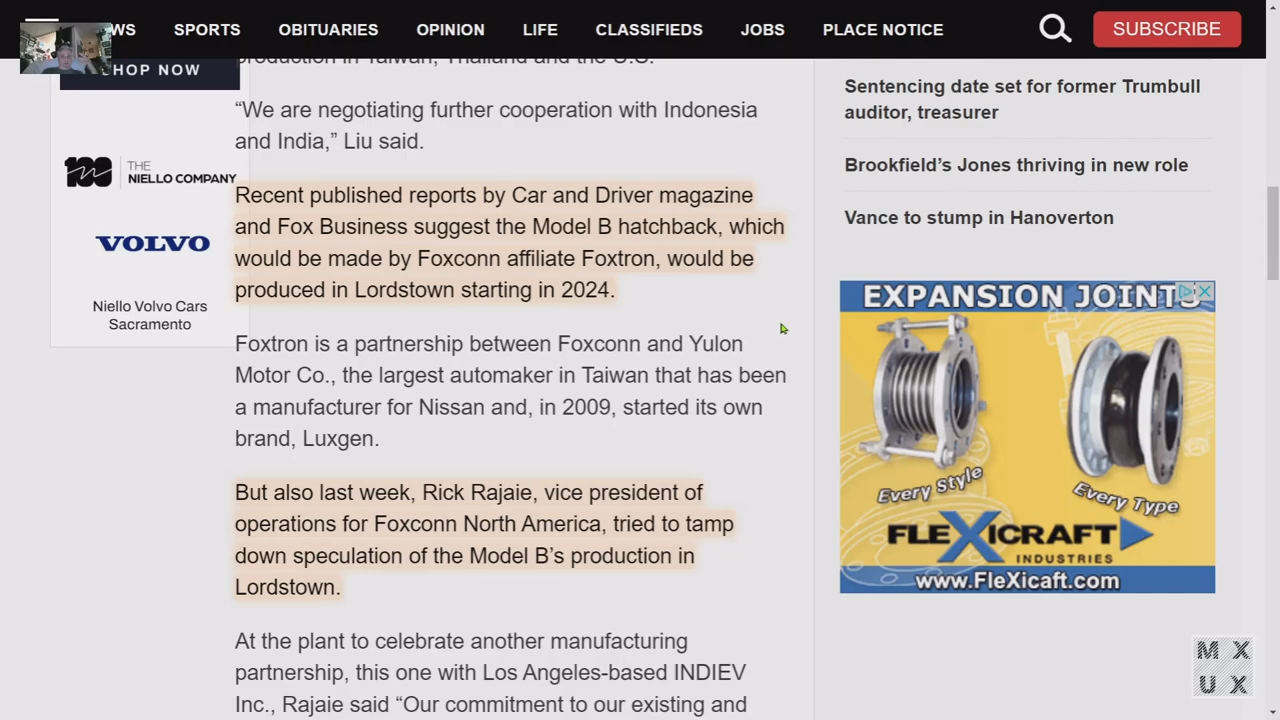 WS
SPORTS
OBITUARIES
OPINION
LIFE
CLASSIFIEDS
JOBS
PLACE NOTICE
SUBSCRIBE
SHOP NOW
THE
NIELLO COMPANY
VOLVO
Niello Volvo Cars
Sacramento
production in Taiwan, Thailand and the U.S.
“We are negotiating further cooperation with Indonesia
and India,” Liu said.
Recent published reports by Car and Driver magazine
and Fox Business suggest the Model B hatchback, which
would be made by Foxconn affiliate Foxtron, would be
produced in Lordstown starting in 2024.
Foxtron is a partnership between Foxconn and Yulon
Motor Co., the largest automaker in Taiwan that has been
a manufacturer for Nissan and, in 2009, started its own
brand, Luxgen.
But also last week, Rick Rajaie, vice president of
operations for Foxconn North America, tried to tamp
down speculation of the Model B’s production in
Lordstown.
At the plant to celebrate another manufacturing
partnership, this one with Los Angeles-based INDIEV
Inc., Rajaie said “Our commitment to our existing and
Sentencing date set for former Trumbull
auditor, treasurer
Brookfield’s Jones thriving in new role
Vance to stump in Hanoverton
EXPANSION JOINTS
Every Style
Every Type
FLEXICRAFT
INDUSTRIES
www.FleXicaft.com
M X
U X